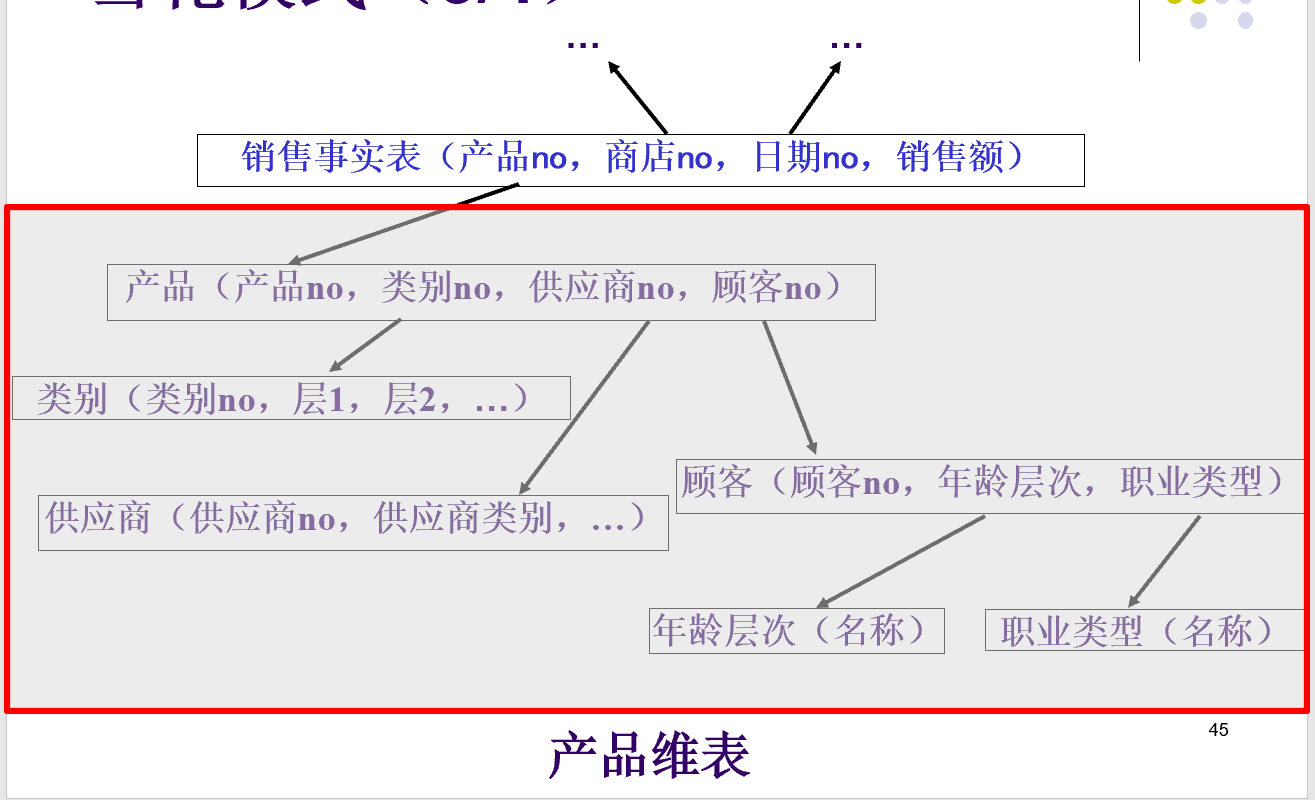 … …
销售事实表（产品no，商店no，日期no，销售额）
产品（产品no，类别no，供应商no，顾客no）
类别（类别no，层1，层2，…）
顾客（顾客no，年龄层次，职业类型）
供应商（供应商no，供应商类别，…）
年龄层次（名称） 职业类型（名称）
45
产品维表